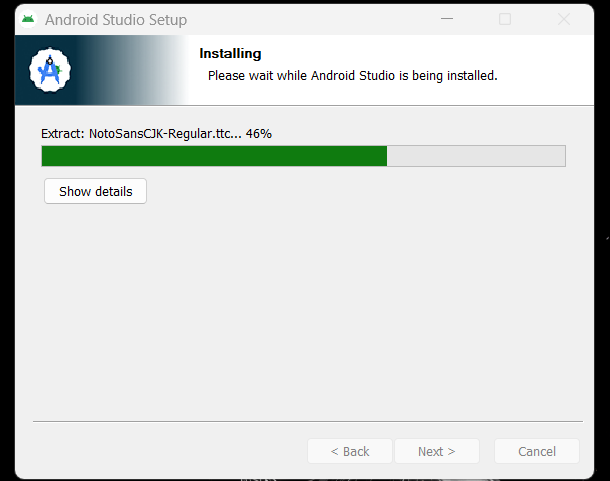 Android Studio Setup
Installing
Please wait while Android Studio is being installed.
Extract: NotoSansCJK-Regular.ttc... 46%
Show details
< Back
Next >
Cancel